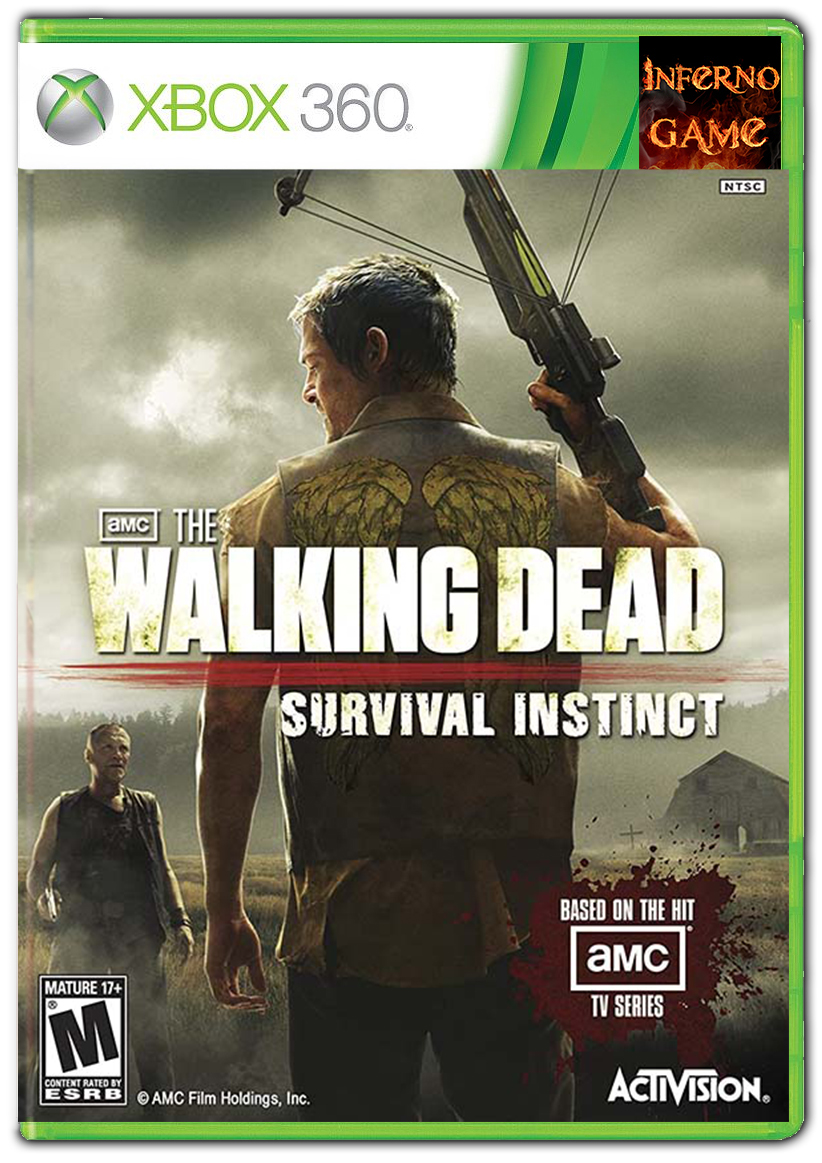 XBOX 360®
INFERNO
GAME
NTSC
aMC THE
WALKING DEAD
SURVIVAL INSTINCT
BASED ON THE HIT
aMC®
TV SERIES
MATURE 17+
M®
CONTENT RATED BY
ESRB
© AMC Film Holdings, Inc.
ACTIVISION®